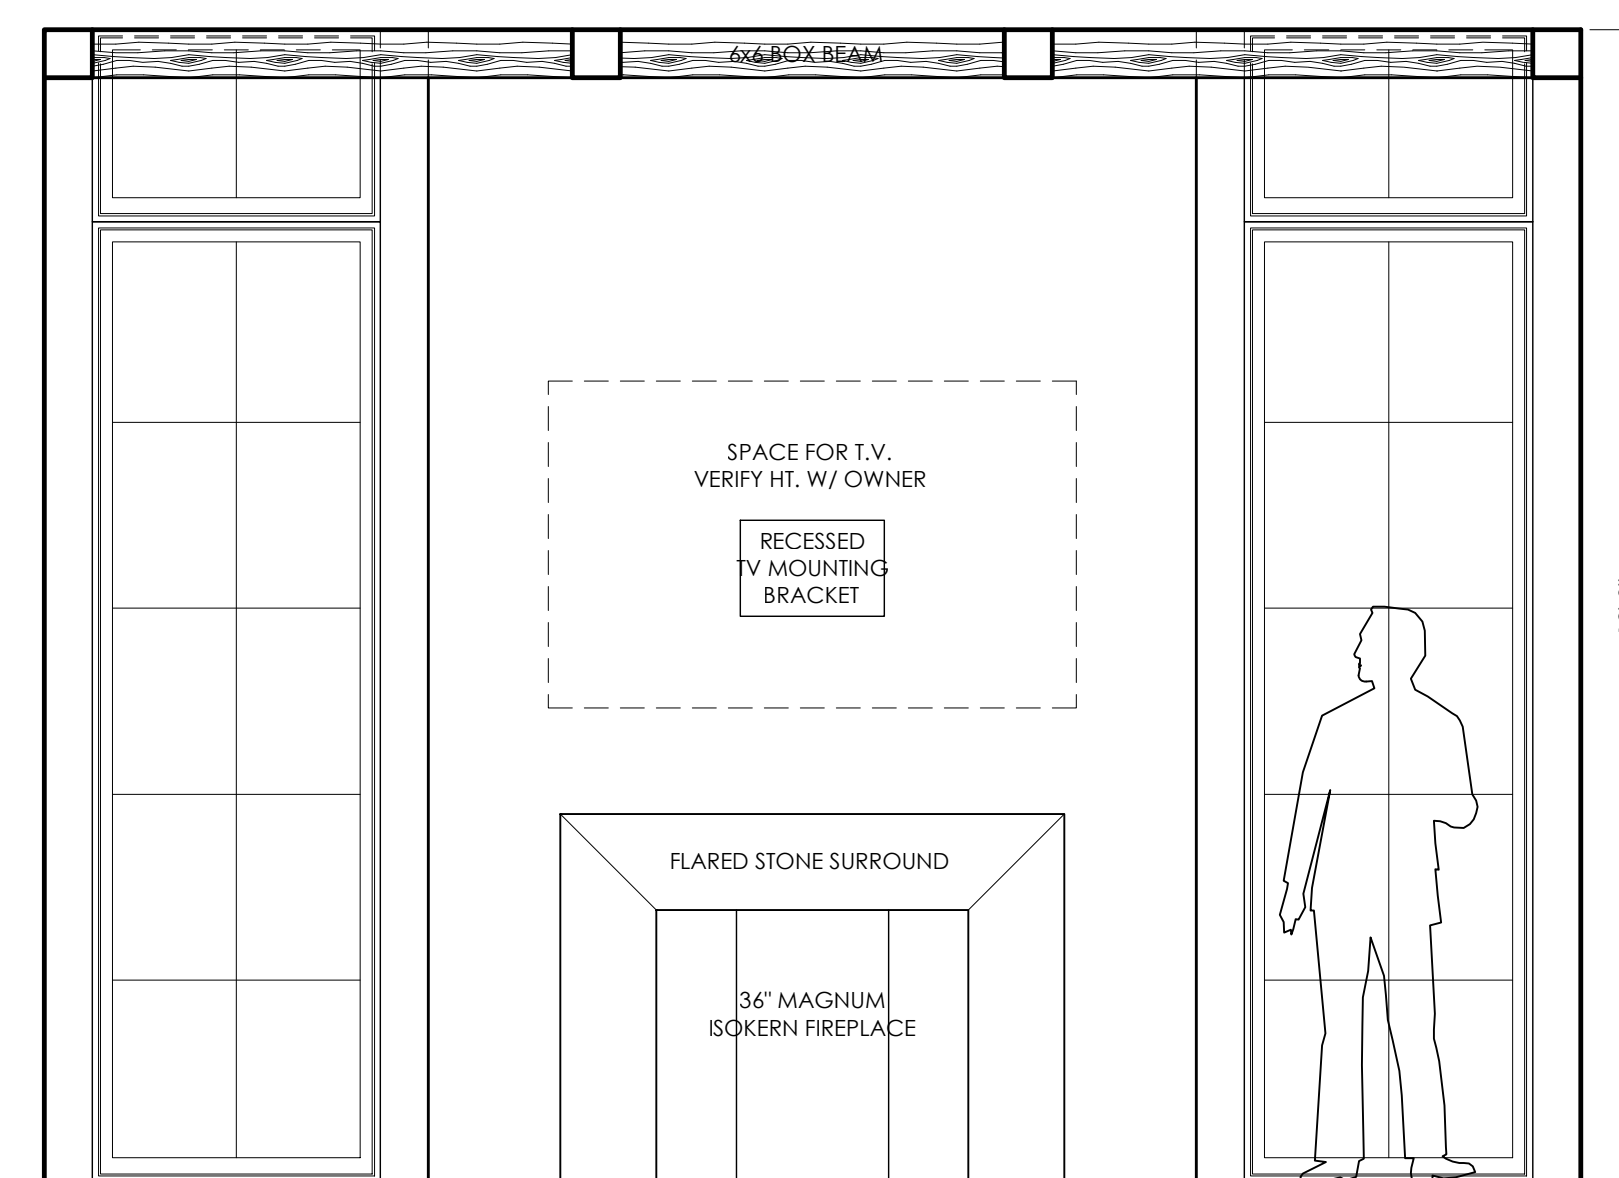 6x6 BOX BEAM
SPACE FOR T.V.
VERIFY HT. W/ OWNER
RECESSED
TV MOUNTING
BRACKET
FLARED STONE SURROUND
36" MAGNUM
ISOKERN FIREPLACE